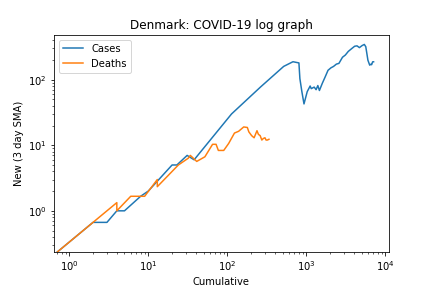 Denmark: COVID-19 log graph
Cases
Deaths
New (3 day SMA)
10²
10¹
10⁰
10⁰ 10¹ 10² 10³ 10⁴
Cumulative